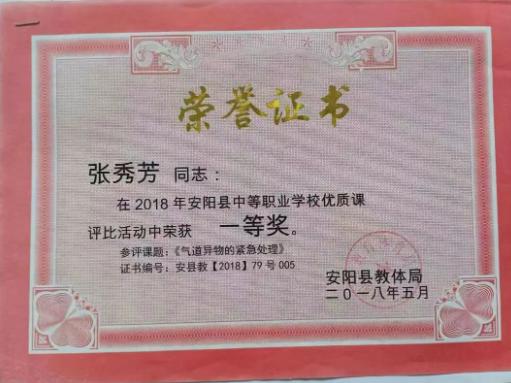 荣誉证书
张秀芳 同志：
在 2018 年安阳县中等职业学校优质课
评比活动中荣获 一等奖。
参评课题：《气道异物的紧急处理》
证书编号：安县教【2018】79 号 005
安阳县教体局
二〇一八年五月